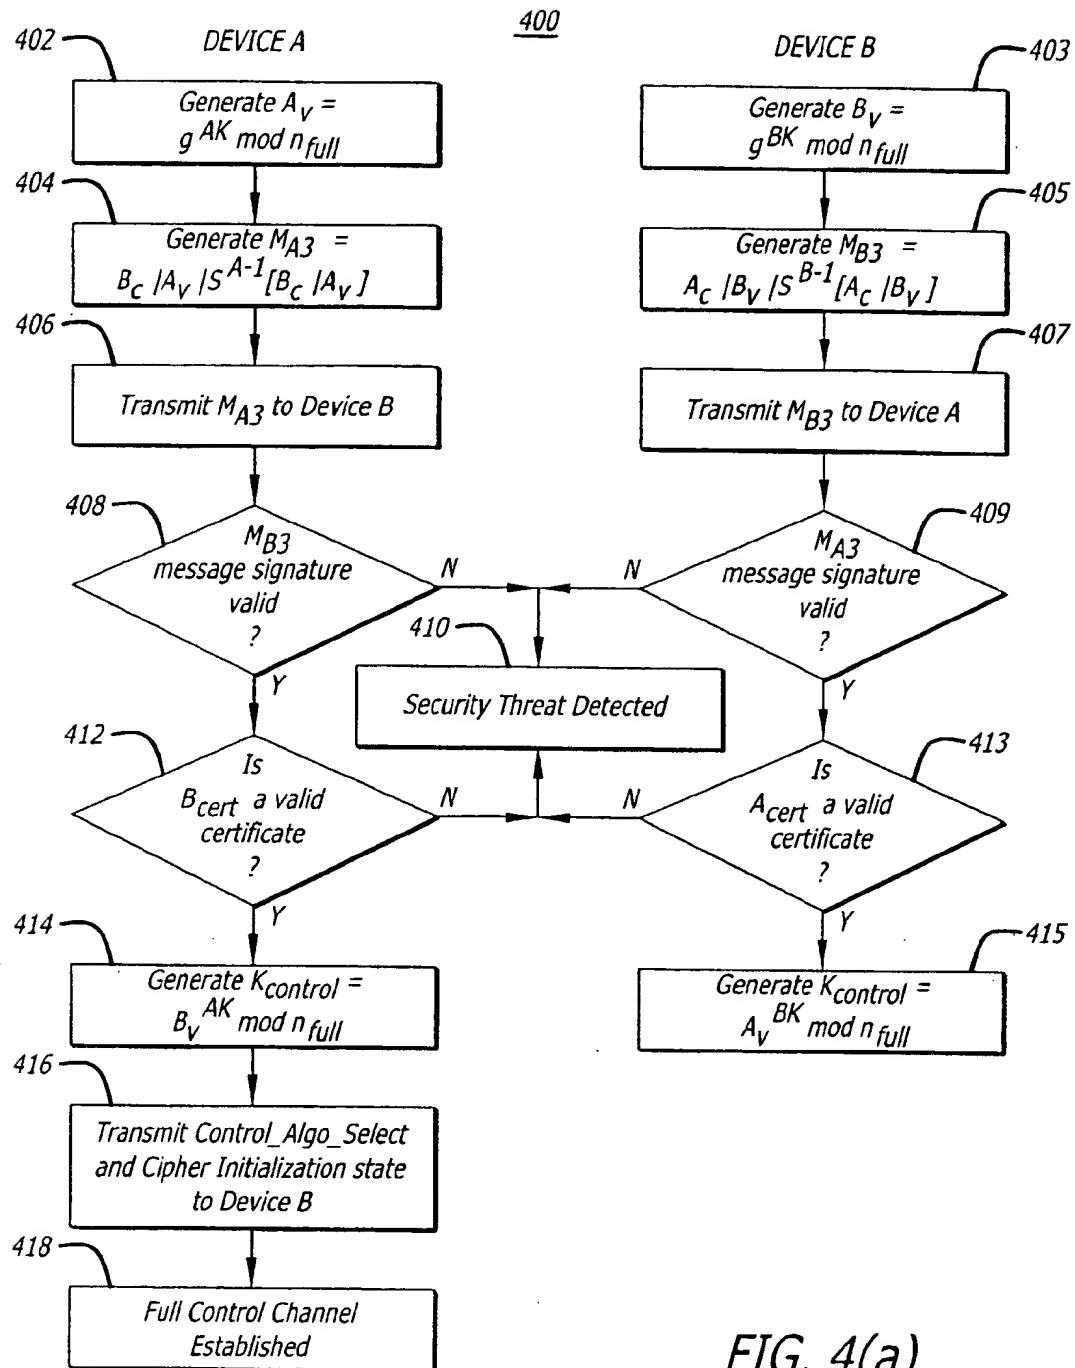 400
402
DEVICE A
DEVICE B
403
Generate A_v =
g^AK mod n_full
Generate B_v =
g^BK mod n_full
404
405
Generate M_A3 =
B_c |A_v |S^A-1 [B_c |A_v]
Generate M_B3 =
A_c |B_v |S^B-1 [A_c |B_v]
406
407
Transmit M_A3 to Device B
Transmit M_B3 to Device A
408
409
M_B3
message signature
valid
?
N
N
M_A3
message signature
valid
?
410
Y
Y
Security Threat Detected
412
413
Is
B_cert a valid
certificate
?
N
N
Is
A_cert a valid
certificate
?
Y
Y
414
415
Generate K_control =
B_v^AK mod n_full
Generate K_control =
A_v^BK mod n_full
416
Transmit Control_Algo_Select
and Cipher Initialization state
to Device B
418
Full Control Channel
Established
FIG. 4(a)